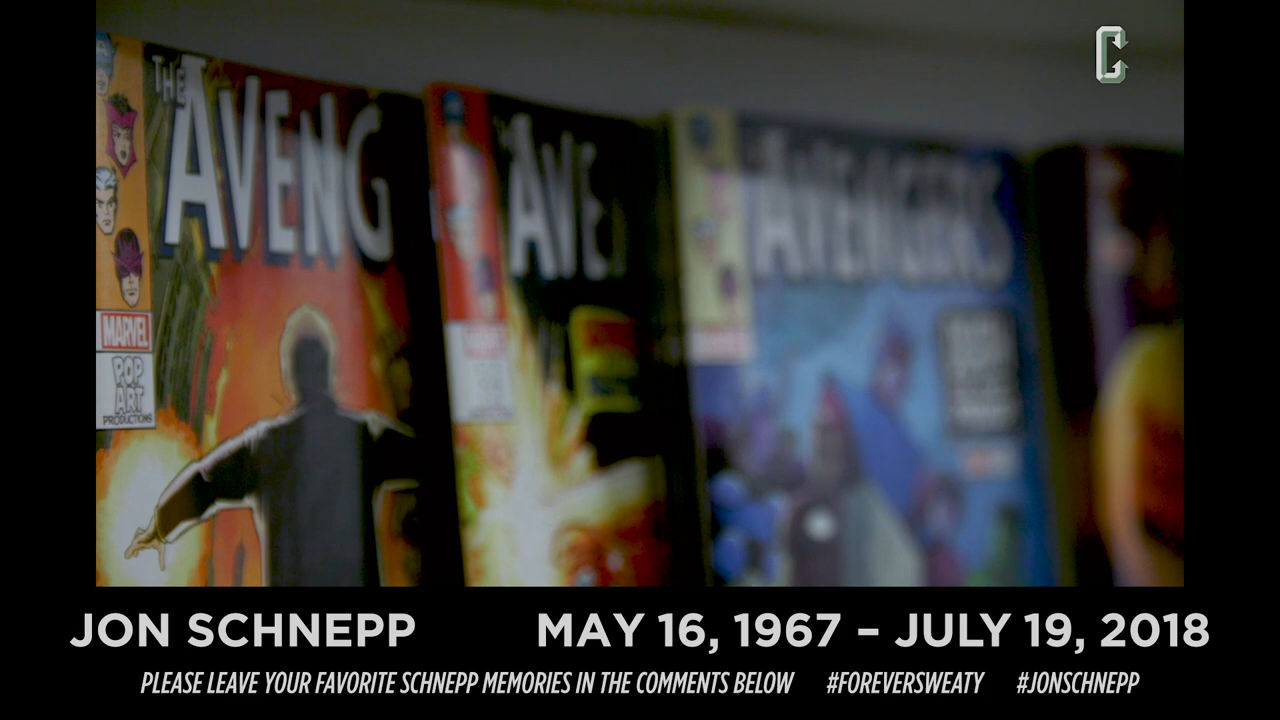 THE
AVENG
MARVEL
POP
ART
PRODUCTIONS
AVE
AVENGERS
JON SCHNEPP MAY 16, 1967 – JULY 19, 2018
PLEASE LEAVE YOUR FAVORITE SCHNEPP MEMORIES IN THE COMMENTS BELOW #FOREVERSWEATY #JONSCHNEPP